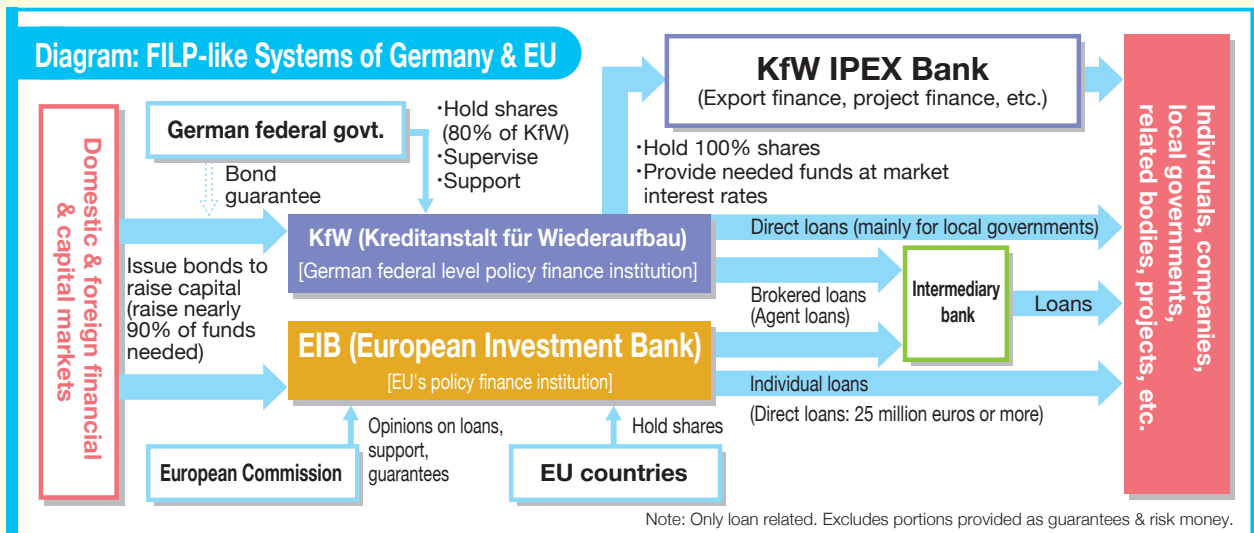 Diagram: FILP-like Systems of Germany & EU
KfW IPEX Bank
(Export finance, project finance, etc.)
German federal govt.
・Hold shares
(80% of KfW)
・Supervise
・Support
Bond
guarantee
・Hold 100% shares
・Provide needed funds at market
interest rates
Domestic & foreign financial
& capital markets
KfW (Kreditanstalt für Wiederaufbau)
[German federal level policy finance institution]
Direct loans (mainly for local governments)
Issue bonds to
raise capital
(raise nearly
90% of funds
needed)
Brokered loans
(Agent loans)
Intermediary
bank
Loans
EIB (European Investment Bank)
[EU's policy finance institution]
Individual loans
(Direct loans: 25 million euros or more)
Individuals, companies,
local governments,
related bodies, projects, etc.
Opinions on loans,
support,
guarantees
Hold shares
European Commission
EU countries
Note: Only loan related. Excludes portions provided as guarantees & risk money.